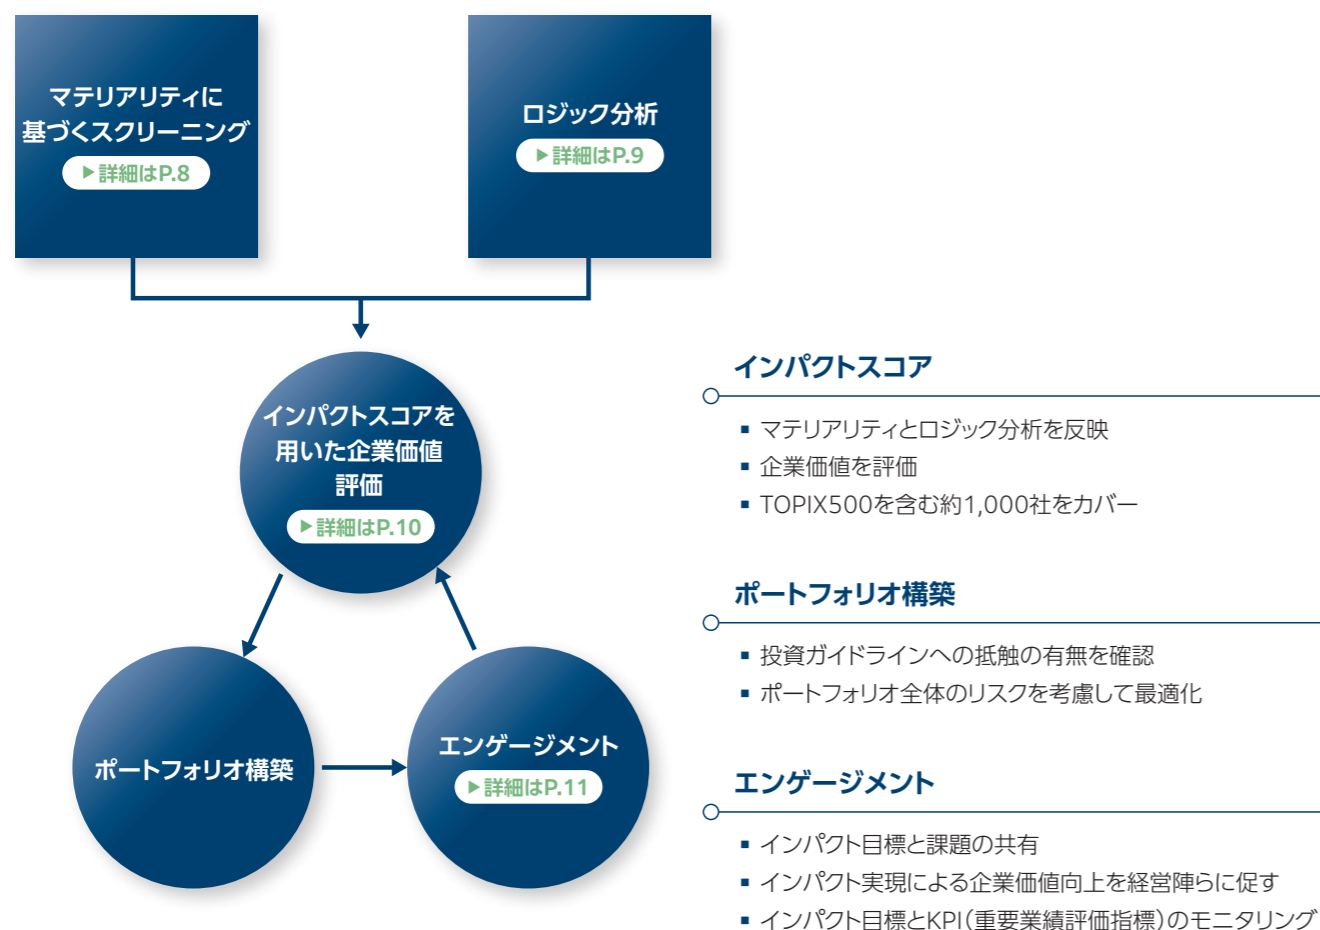 マテリアリティに
基づくスクリーニング
▶詳細はP.8
ロジック分析
▶詳細はP.9
インパクトスコアを
用いた企業価値
評価
▶詳細はP.10
ポートフォリオ構築
エンゲージメント
▶詳細はP.11
インパクトスコア
▪ マテリアリティとロジック分析を反映
▪ 企業価値を評価
▪ TOPIX500を含む約1,000社をカバー
ポートフォリオ構築
▪ 投資ガイドラインへの抵触の有無を確認
▪ ポートフォリオ全体のリスクを考慮して最適化
エンゲージメント
▪ インパクト目標と課題の共有
▪ インパクト実現による企業価値向上を経営陣らに促す
▪ インパクト目標とKPI（重要業績評価指標）のモニタリング